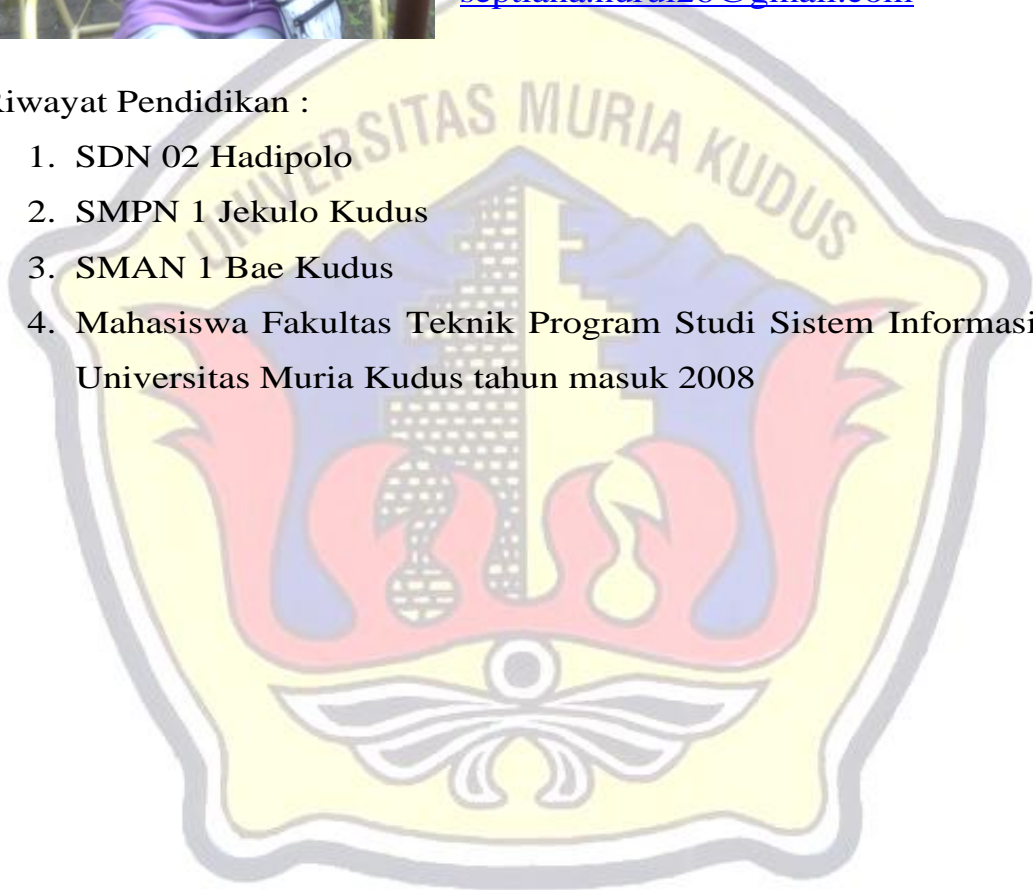 Riwayat Pendidikan :
UNIVERSITAS MURIA KUDUS
1. SDN 02 Hadipolo
2. SMPN 1 Jekulo Kudus
3. SMAN 1 Bae Kudus
4. Mahasiswa Fakultas Teknik Program Studi Sistem Informasi
Universitas Muria Kudus tahun masuk 2008